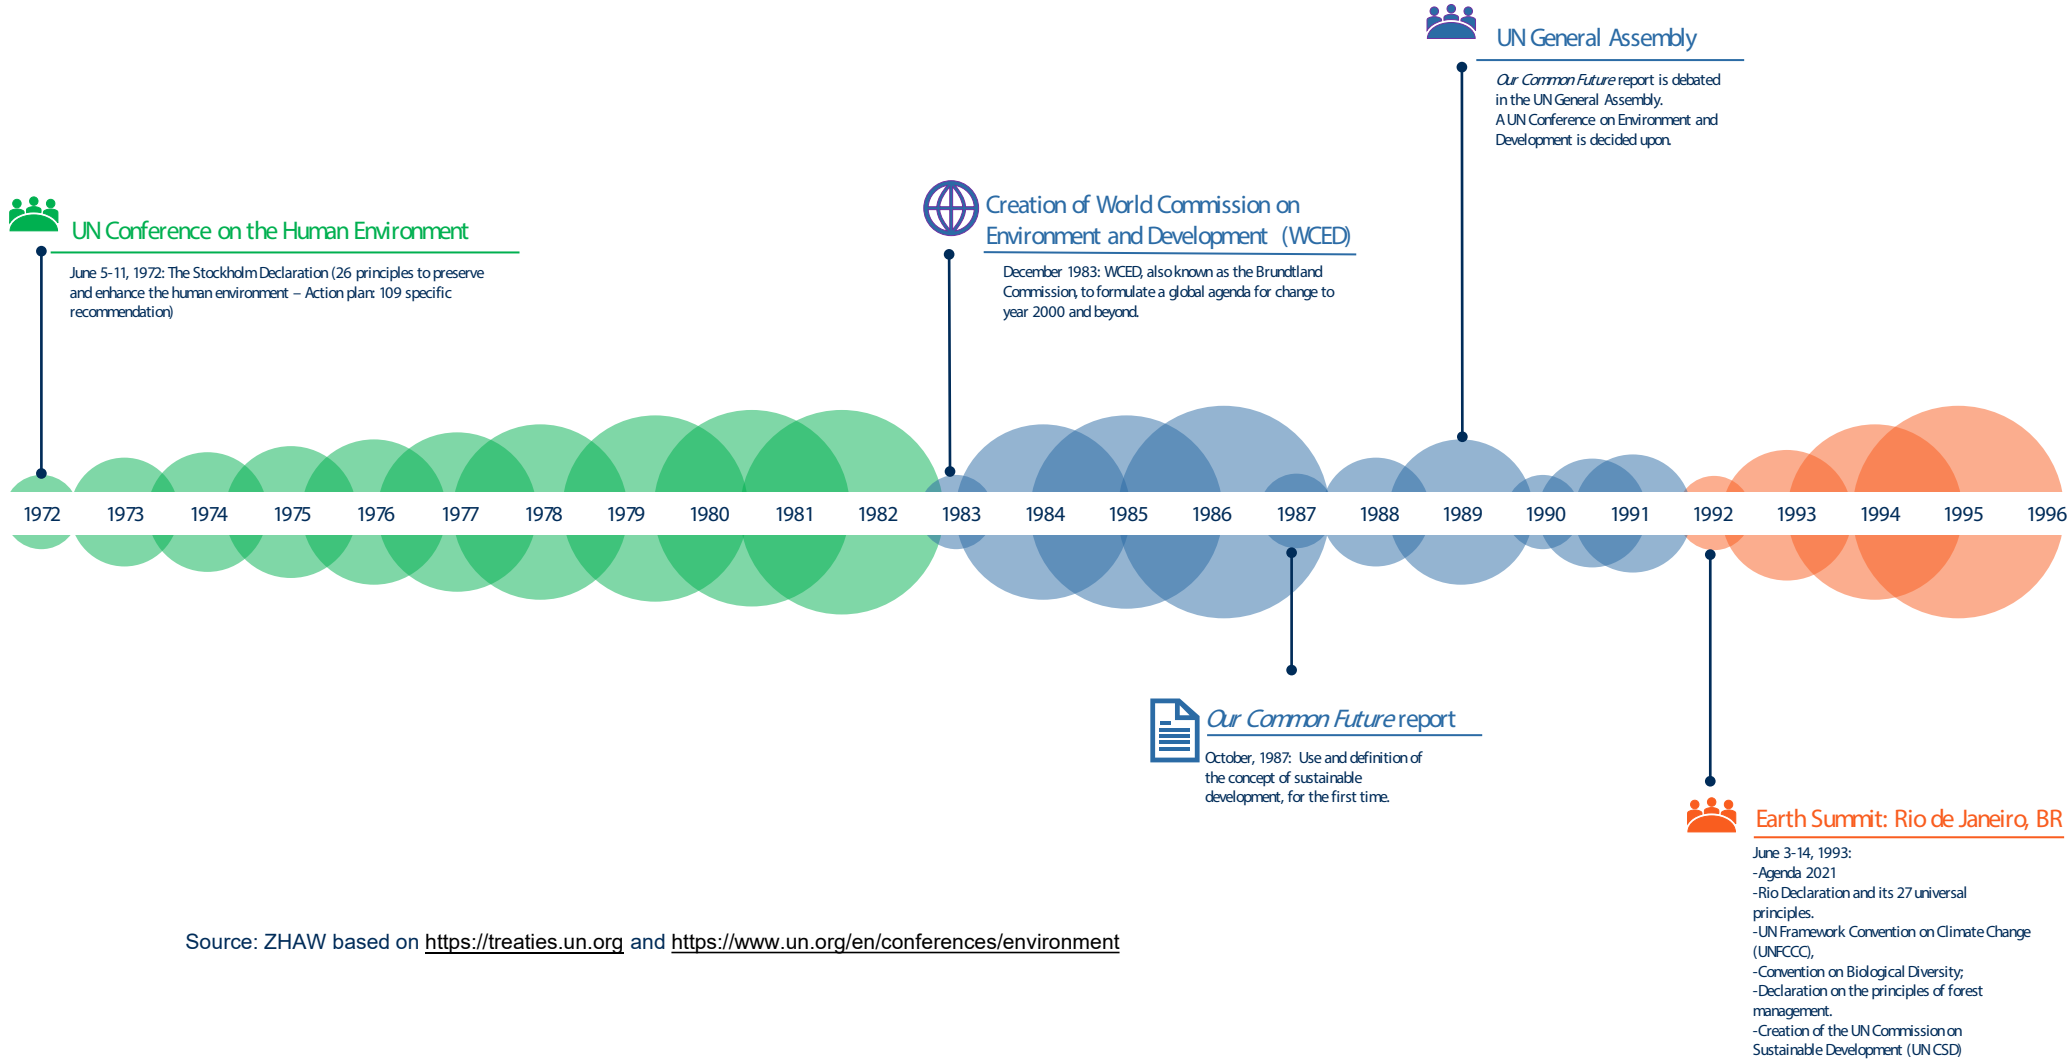 UN General Assembly
Our Common Future report is debated
in the UN General Assembly.
A UN Conference on Environment and
Development is decided upon.
Creation of World Commission on
Environment and Development (WCED)
December 1983: WCED, also known as the Brundtland
Commission, to formulate a global agenda for change to
year 2000 and beyond.
UN Conference on the Human Environment
June 5-11, 1972: The Stockholm Declaration (26 principles to preserve
and enhance the human environment – Action plan: 109 specific
recommendation)
1972 1973 1974 1975 1976 1977 1978 1979 1980 1981 1982 1983 1984 1985 1986 1987 1988 1989 1990 1991 1992 1993 1994 1995 1996
Our Common Future report
October, 1987: Use and definition of
the concept of sustainable
development, for the first time.
Earth Summit: Rio de Janeiro, BR
June 3-14, 1993:
-Agenda 2021
-Rio Declaration and its 27 universal
principles.
-UN Framework Convention on Climate Change
(UNFCCC),
-Convention on Biological Diversity;
-Declaration on the principles of forest
management.
-Creation of the UN Commission on
Sustainable Development (UN CSD)
Source: ZHAW based on https://treaties.un.org and https://www.un.org/en/conferences/environment